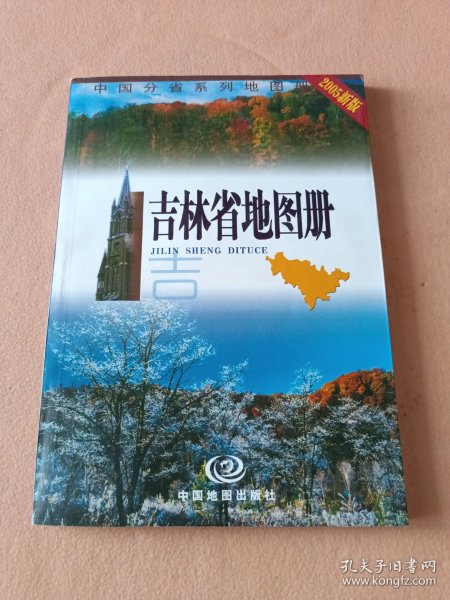 中国分省系列地图册
2005新版
吉林省地图册
JILIN SHENG DITUCE
吉
中国地图出版社
孔夫子旧书网
www.kongfz.com